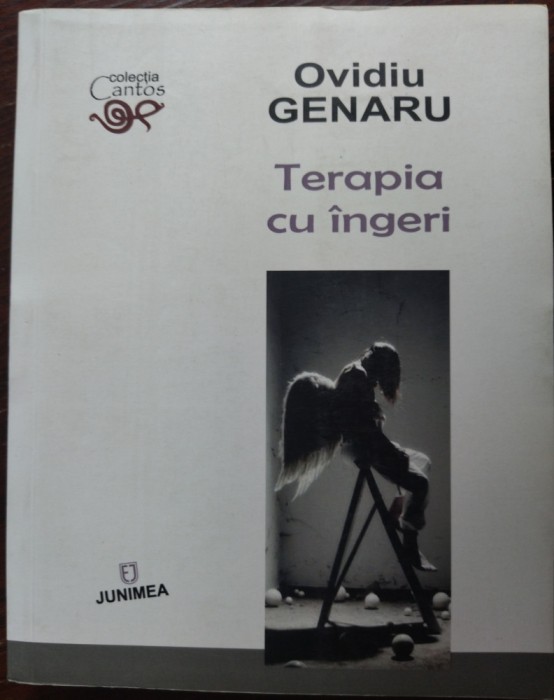 colecția
Cantos
Ovidiu
GENARU
Terapia
cu îngeri
JUNIMEA